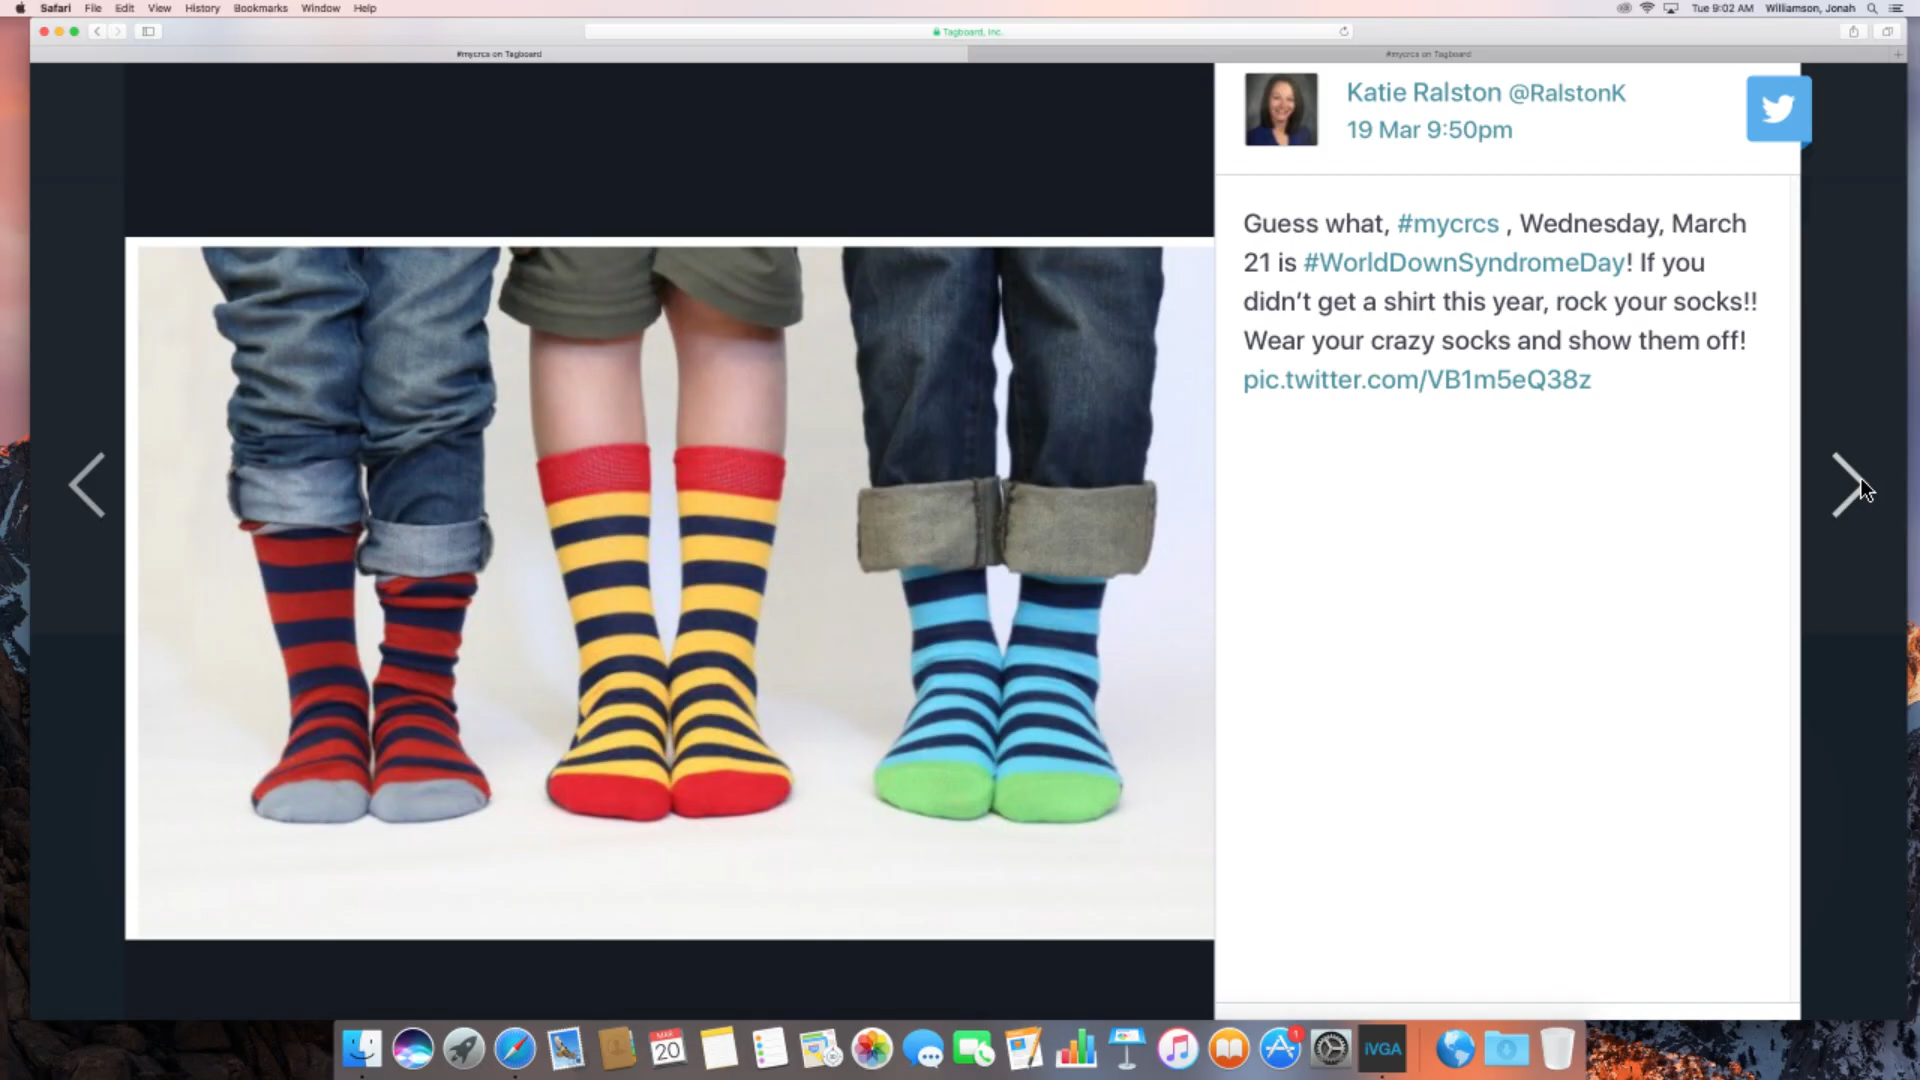 Safari File Edit View History Bookmarks Window Help
Tue 9:02 AM Williamson, Jonah
Tagboard, Inc.
#mycrcs on Tagboard
#mycrcs on Tagboard
Katie Ralston @RalstonK
19 Mar 9:50pm
Guess what, #mycrcs , Wednesday, March
21 is #WorldDownSyndromeDay! If you
didn't get a shirt this year, rock your socks!!
Wear your crazy socks and show them off!
pic.twitter.com/VB1m5eQ38z
MAR
20
1
iVGA